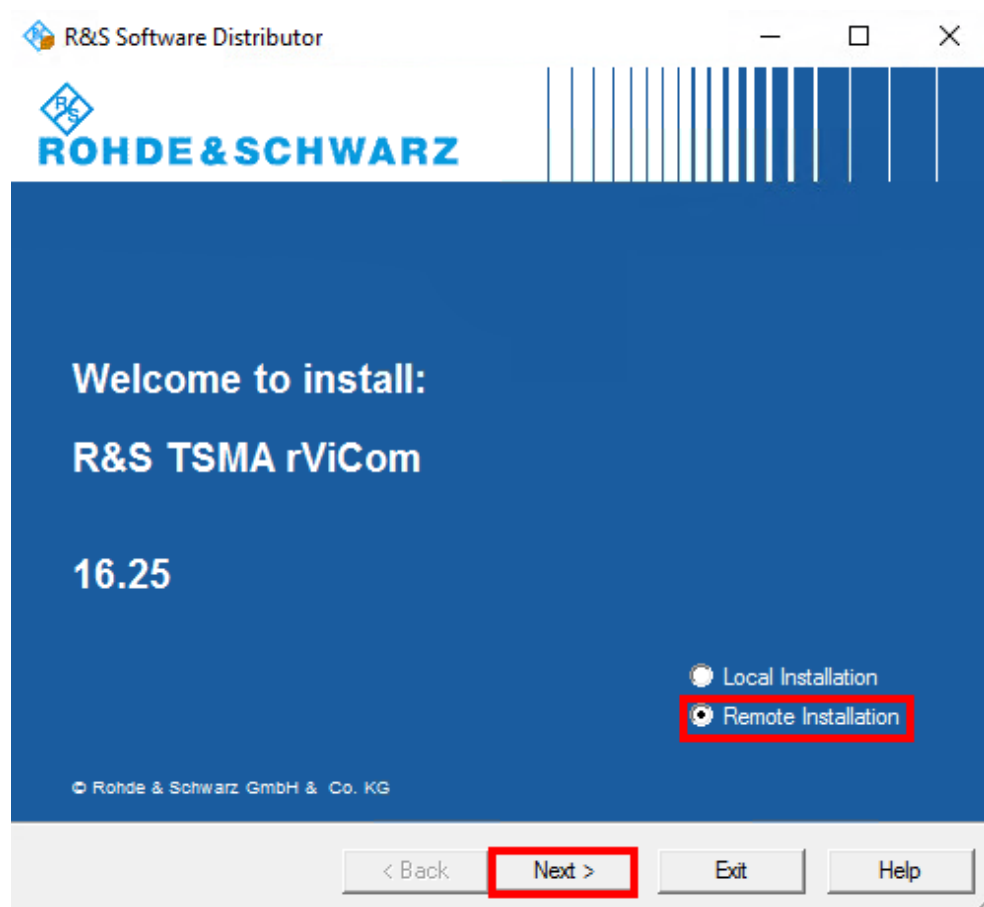 R&S Software Distributor
R&S
ROHDE&SCHWARZ
Welcome to install:
R&S TSMA rViCom
16.25
Local Installation
Remote Installation
© Rohde & Schwarz GmbH & Co. KG
< Back
Next >
Exit
Help